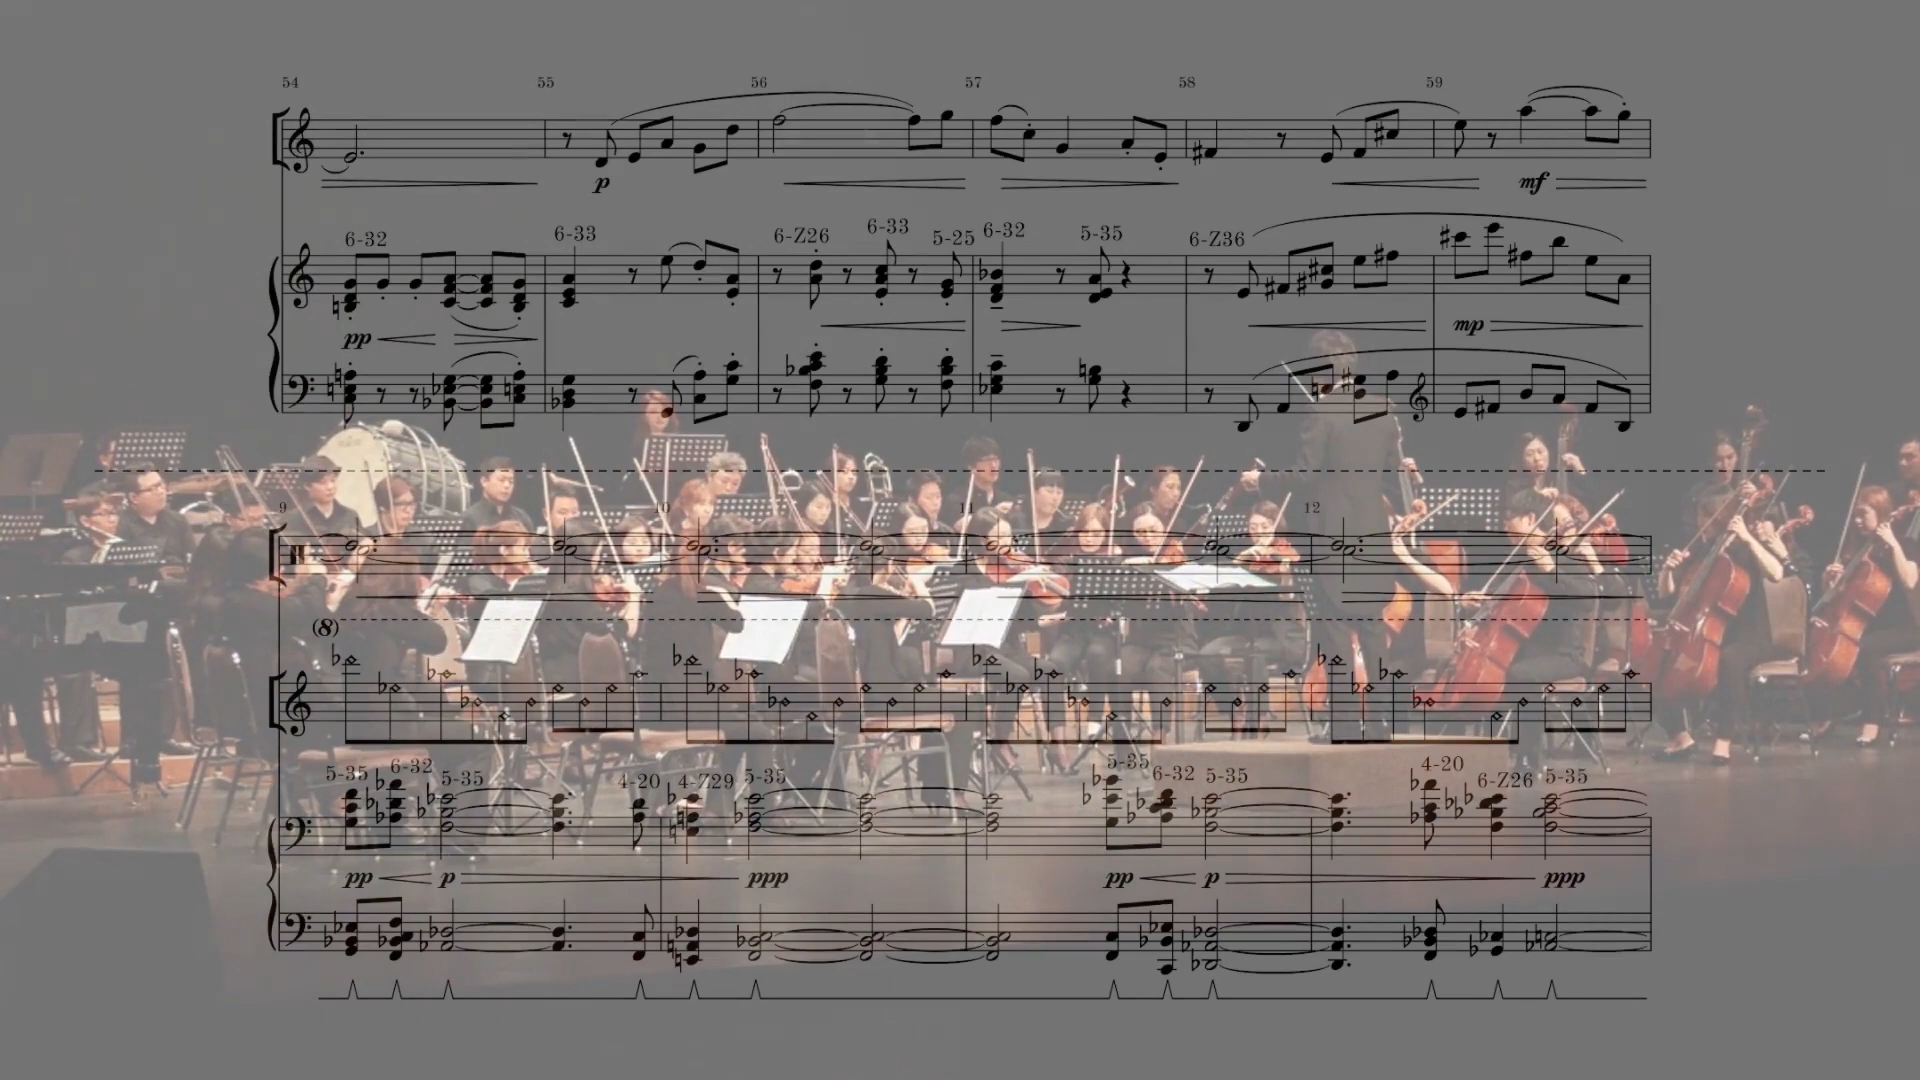 54 55 56 57 58 59
p mf
6-32 6-33 6-Z26 6-33 5-25 6-32 5-35 6-Z36
pp mp
9 10 11 12
(8)
5-35 6-32 5-35 4-20 4-Z29 5-35 5-35 6-32 5-35 4-20 6-Z26 5-35
pp p ppp pp p ppp